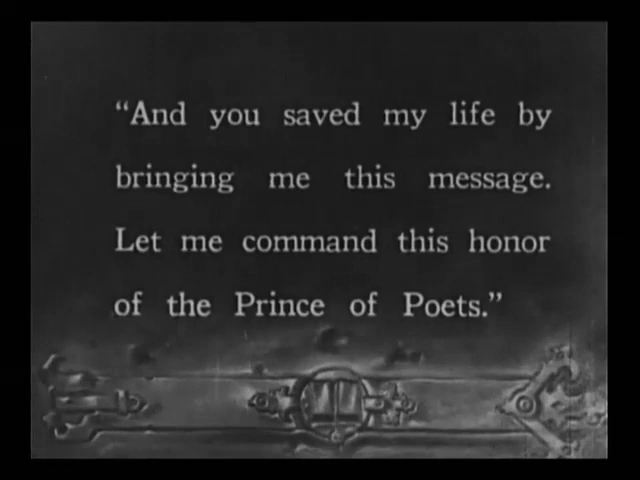 “And you saved my life by
bringing me this message.
Let me command this honor
of the Prince of Poets.”